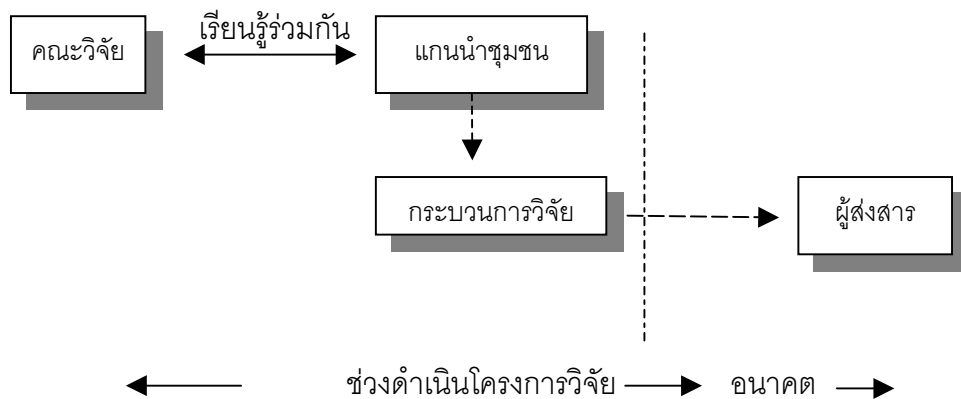 เรียนรู้ร่วมกัน
คณะวิจัย
แกนนำชุมชน
กระบวนการวิจัย
ผู้ส่งสาร
ช่วงดำเนินโครงการวิจัย
อนาคต